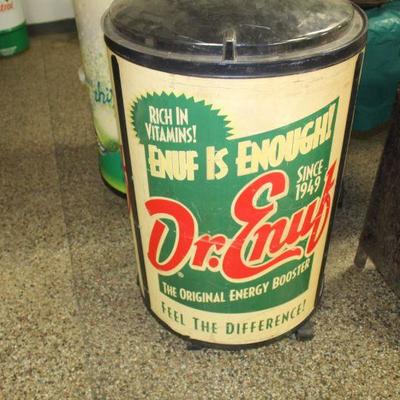 RICH IN
VITAMINS!
ENUF IS ENOUGH!
SINCE
1949
Dr. Enuf
®
THE ORIGINAL ENERGY BOOSTER
FEEL THE DIFFERENCE!